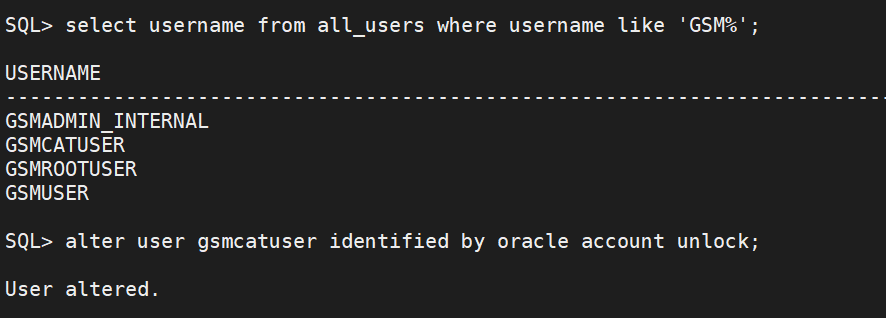 SQL> select username from all_users where username like 'GSM%';
USERNAME
--------------------------------------------------------------------------
GSMADMIN_INTERNAL
GSMCATUSER
GSMROOTUSER
GSMUSER
SQL> alter user gsmcatuser identified by oracle account unlock;
User altered.